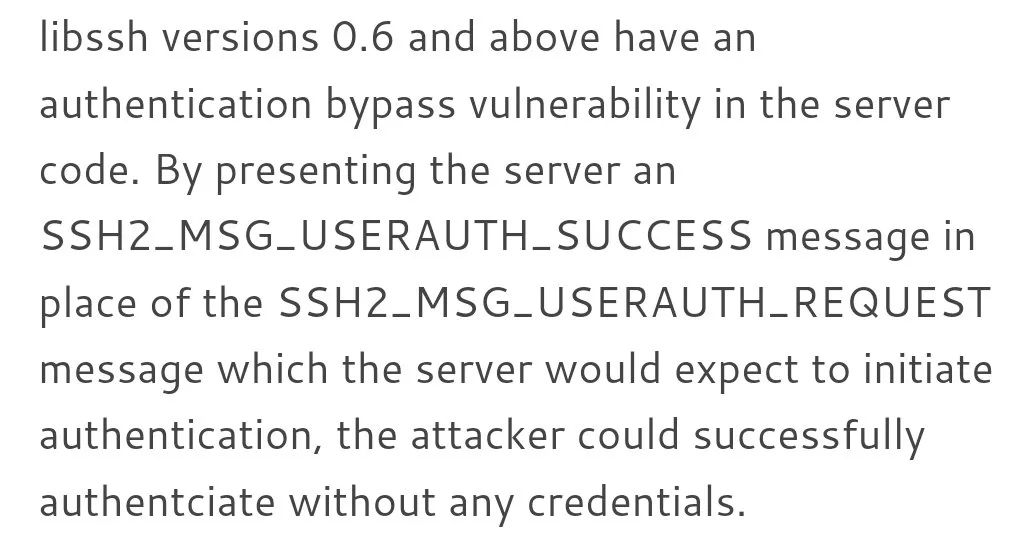 libssh versions 0.6 and above have an
authentication bypass vulnerability in the server
code. By presenting the server an
SSH2_MSG_USERAUTH_SUCCESS message in
place of the SSH2_MSG_USERAUTH_REQUEST
message which the server would expect to initiate
authentication, the attacker could successfully
authentciate without any credentials.